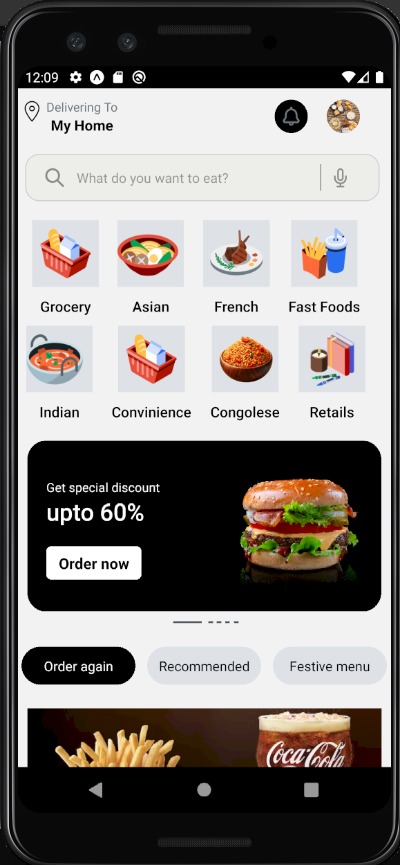 12:09
Delivering To
My Home
What do you want to eat?
Grocery Asian French Fast Foods
Indian Convinience Congolese Retails
Get special discount
upto 60%
Order now
Order again Recommended Festive menu
Coca-Cola